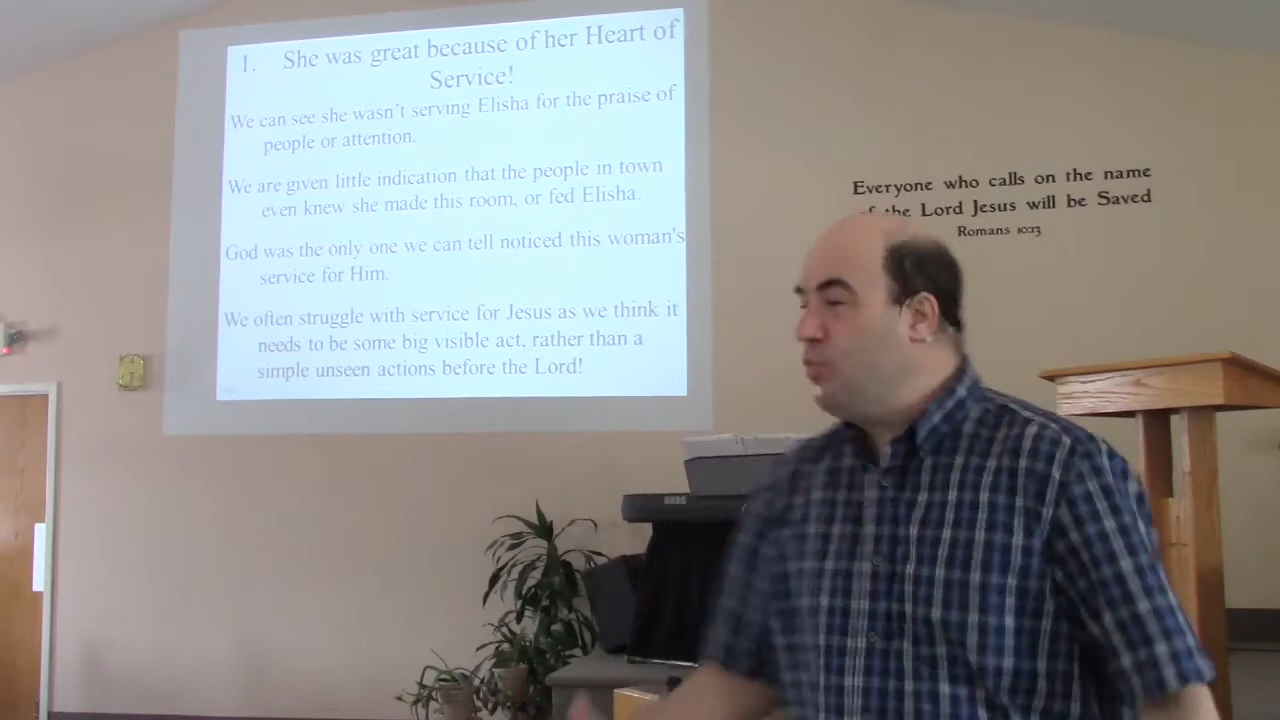 1. She was great because of her Heart of
Service!
We can see she wasn't serving Elisha for the praise of
people or attention.
We are given little indication that the people in town
even knew she made this room, or fed Elisha.
God was the only one we can tell noticed this woman's
service for Him.
We often struggle with service for Jesus as we think it
needs to be some big visible act, rather than a
simple unseen actions before the Lord!
Everyone who calls on the name
of the Lord Jesus will be Saved
Romans 10:13
KORG